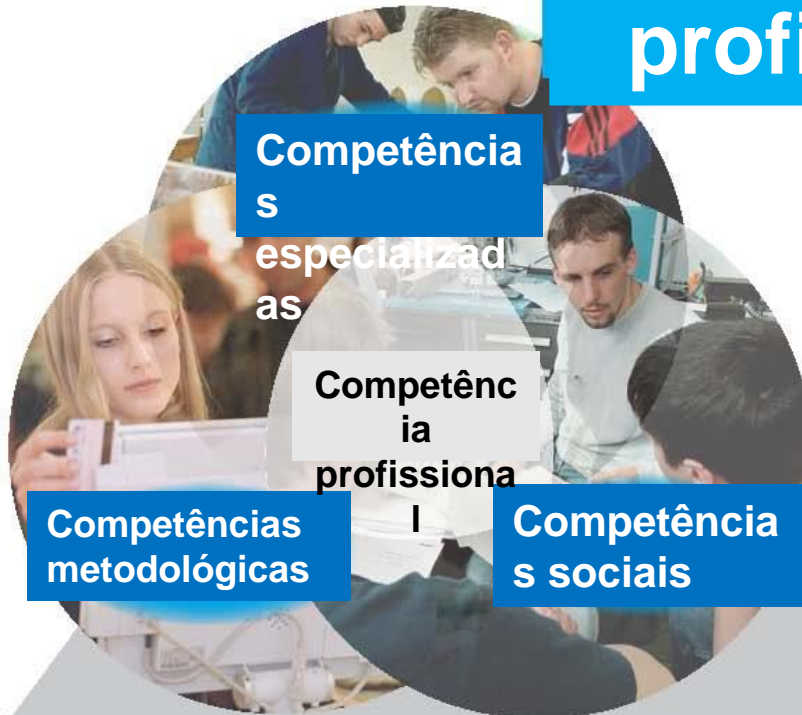 profi
Competência
s
especializad
as
Competênc
ia
profissiona
l
Competências
metodológicas
Competência
s sociais